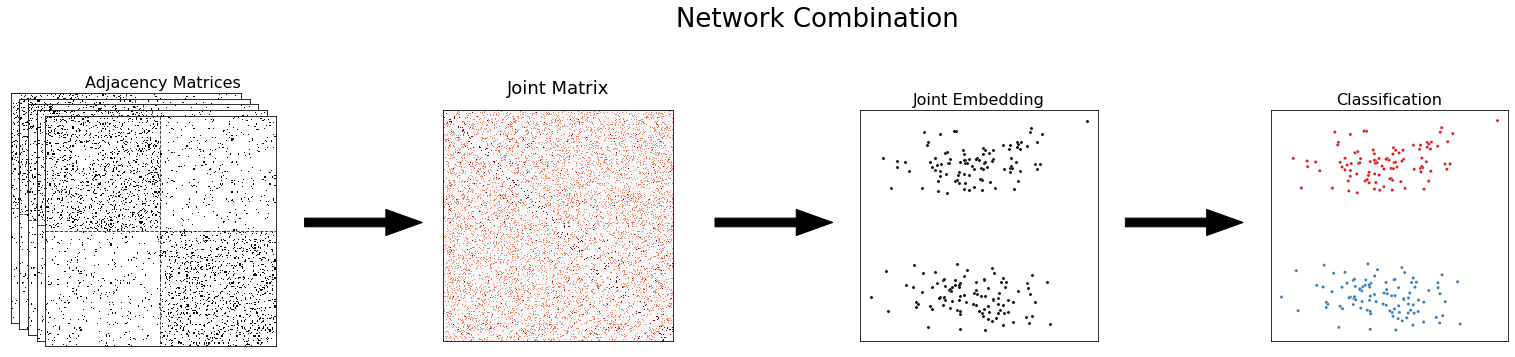 Network Combination
Adjacency Matrices
Joint Matrix
Joint Embedding
Classification